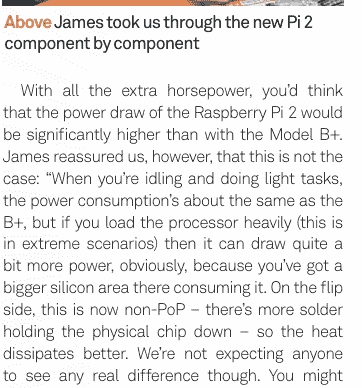 Above James took us through the new Pi 2
component by component
With all the extra horsepower, you'd think
that the power draw of the Raspberry Pi 2 would
be significantly higher than with the Model B+.
James reassured us, however, that this is not the
case: “When you're idling and doing light tasks,
the power consumption's about the same as the
B+, but if you load the processor heavily (this is
in extreme scenarios) then it can draw quite a
bit more power, obviously, because you've got a
bigger silicon area there consuming it. On the flip
side, this is now non-PoP – there's more solder
holding the physical chip down – so the heat
dissipates better. We're not expecting anyone
to see any real difference though. You might